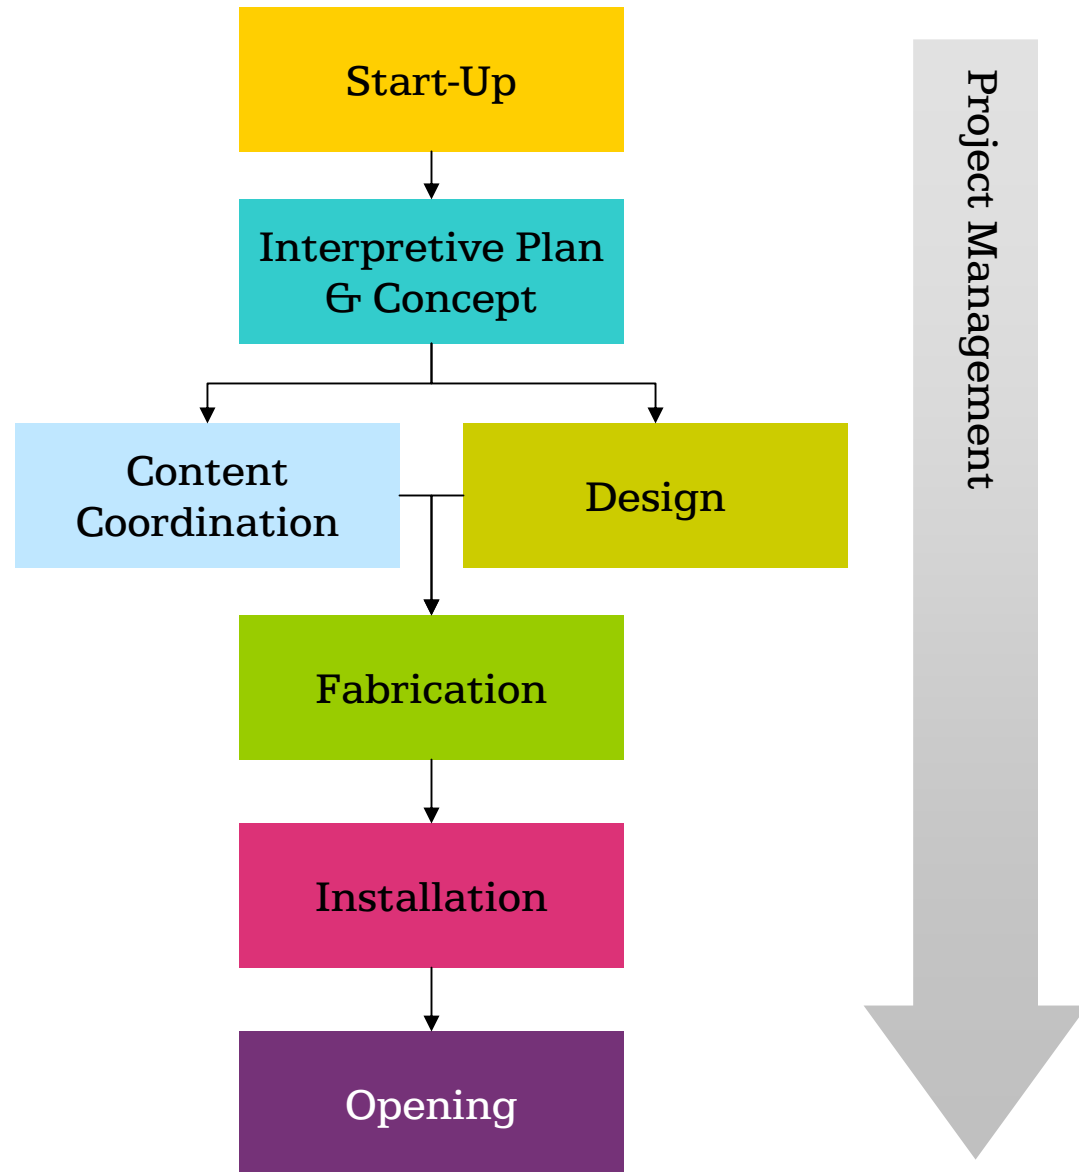 Start-Up
Interpretive Plan
& Concept
Content
Coordination
Design
Fabrication
Installation
Opening
Project Management